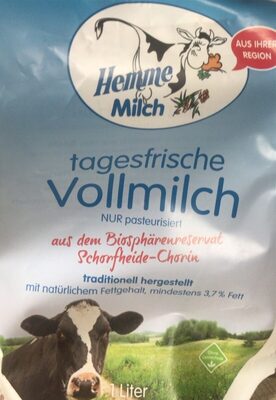 Hemme
Milch
AUS IHRER
REGION
tagesfrische
Vollmilch
NUR pasteurisiert
aus dem Biosphärenreservat
Schorfheide-Chorin
traditionell hergestellt
mit natürlichem Fettgehalt, mindestens 3,7 % Fett
1 Liter